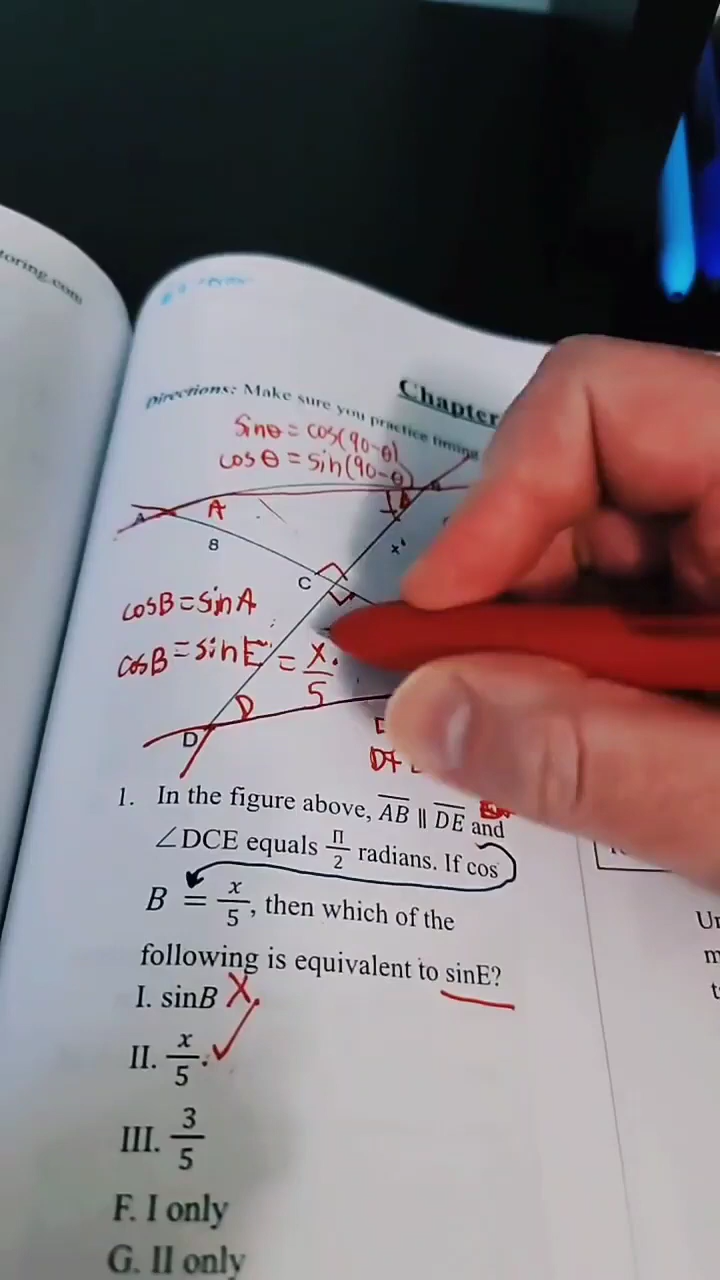 toring.com
Chapter
Directions: Make sure you practice timing
sinθ = cos(90-θ)
cosθ = sin(90-θ)
A
A
8
x
C
cosB = sinA
cosB = sinE = x/5
D
D
1. In the figure above, AB || DE and
∠DCE equals π/2 radians. If cos
B = x/5, then which of the
following is equivalent to sinE?
I. sinB X
II. x/5. ✓
III. 3/5
F. I only
G. II only